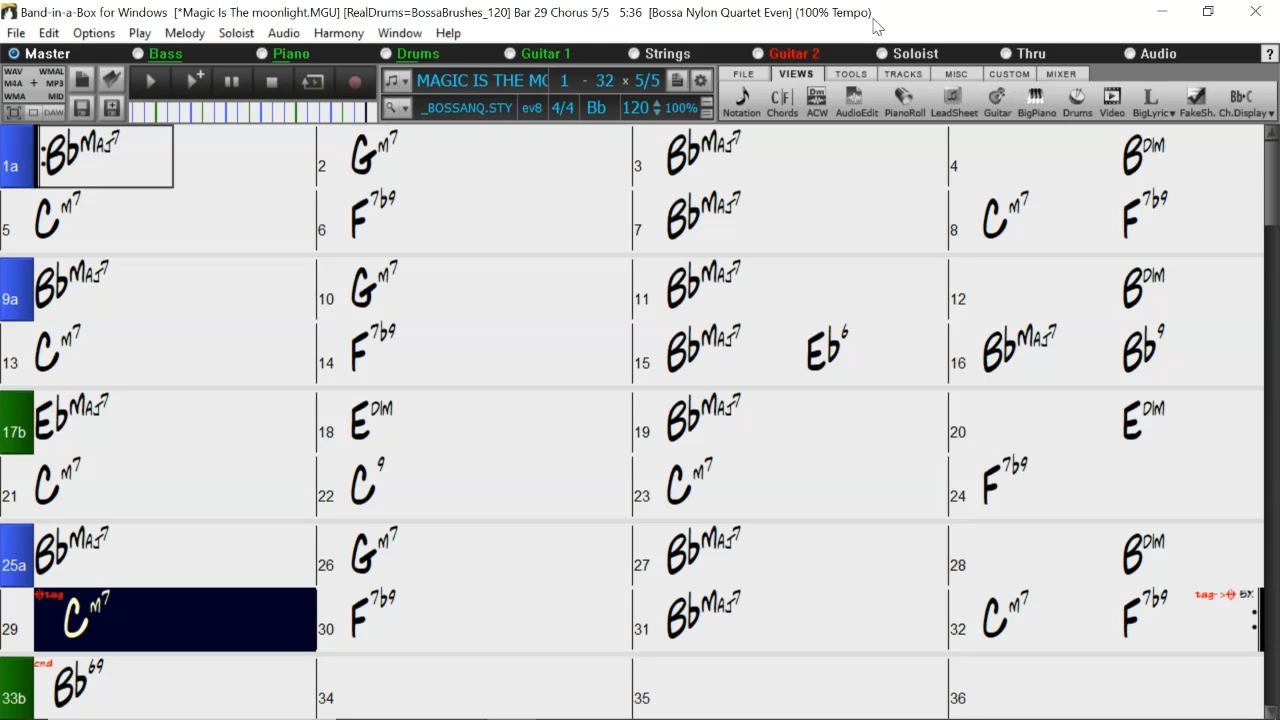 Band-in-a-Box for Windows [*Magic Is The moonlight.MGU] [RealDrums=BossaBrushes_120] Bar 29 Chorus 5/5 5:36 [Bossa Nylon Quartet Even] (100% Tempo)
File Edit Options Play Melody Soloist Audio Harmony Window Help
Master Bass Piano Drums Guitar 1 Strings Guitar 2 Soloist Thru Audio ?
WAV WMAL
M4A + MP3
WMA MID
DAW
MAGIC IS THE MO 1 - 32 x 5/5
_BOSSANQ.STY ev8 4/4 Bb 120 100%
FILE VIEWS TOOLS TRACKS MISC CUSTOM MIXER
Notation Chords ACW AudioEdit PianoRoll LeadSheet Guitar BigPiano Drums Video BigLyric FakeSh. Ch.Display
1a :BbMAJ7 2 Gm7 3 BbMAJ7 4 BDIM
5 Cm7 6 F7b9 7 BbMAJ7 8 Cm7 F7b9
9a BbMAJ7 10 Gm7 11 BbMAJ7 12 BDIM
13 Cm7 14 F7b9 15 BbMAJ7 Eb6 16 BbMAJ7 Bb9
17b EbMAJ7 18 EDIM 19 BbMAJ7 20 EDIM
21 Cm7 22 C9 23 Cm7 24 F7b9
25a BbMAJ7 26 Gm7 27 BbMAJ7 28 BDIM
29 tag Cm7 30 F7b9 31 BbMAJ7 32 Cm7 F7b9 tag-> 5x :
33b end Bb69 34 35 36